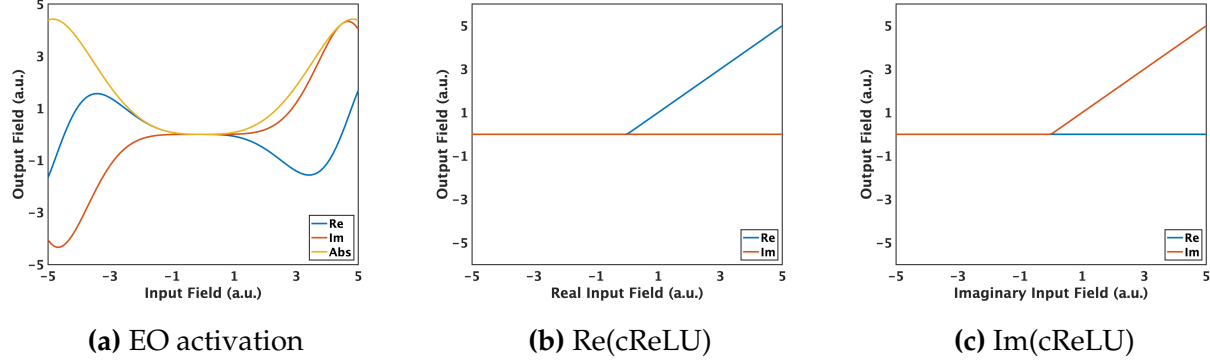 5
3
1
-1
-3
-5
Output Field (a.u.)
-5 -3 -1 1 3 5
Input Field (a.u.)
Re
Im
Abs
(a) EO activation
5
3
1
-1
-3
-5
Output Field (a.u.)
-5 -3 -1 1 3 5
Real Input Field (a.u.)
Re
Im
(b) Re(cReLU)
5
3
1
-1
-3
-5
Output Field (a.u.)
-5 -3 -1 1 3 5
Imaginary Input Field (a.u.)
Re
Im
(c) Im(cReLU)